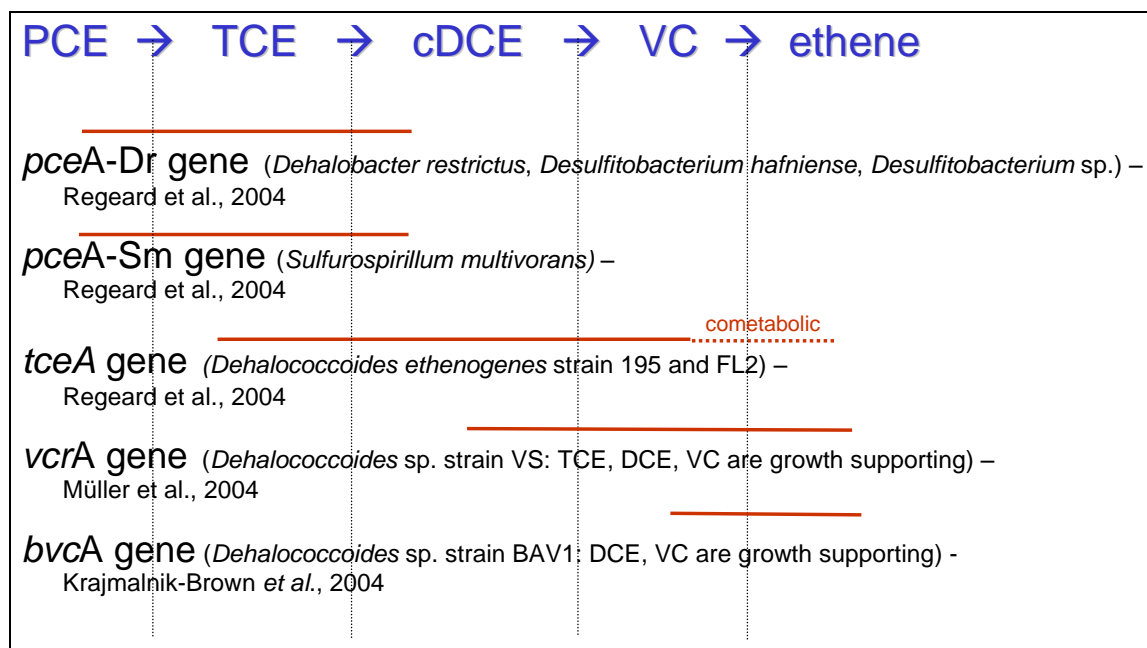 PCE → TCE → cDCE → VC → ethene
pceA-Dr gene (Dehalobacter restrictus, Desulfitobacterium hafniense, Desulfitobacterium sp.) –
Regeard et al., 2004
pceA-Sm gene (Sulfurospirillum multivorans) –
Regeard et al., 2004
cometabolic
tceA gene (Dehalococcoides ethenogenes strain 195 and FL2) –
Regeard et al., 2004
vcrA gene (Dehalococcoides sp. strain VS: TCE, DCE, VC are growth supporting) –
Müller et al., 2004
bvcA gene (Dehalococcoides sp. strain BAV1: DCE, VC are growth supporting) -
Krajmalnik-Brown et al., 2004